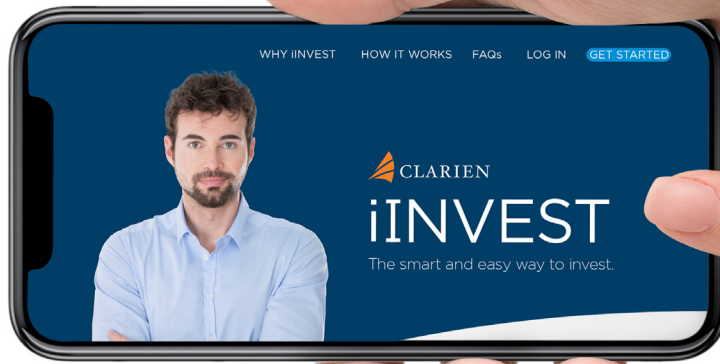 WHY iINVEST HOW IT WORKS FAQs LOG IN GET STARTED
CLARIEN
iINVEST
The smart and easy way to invest.